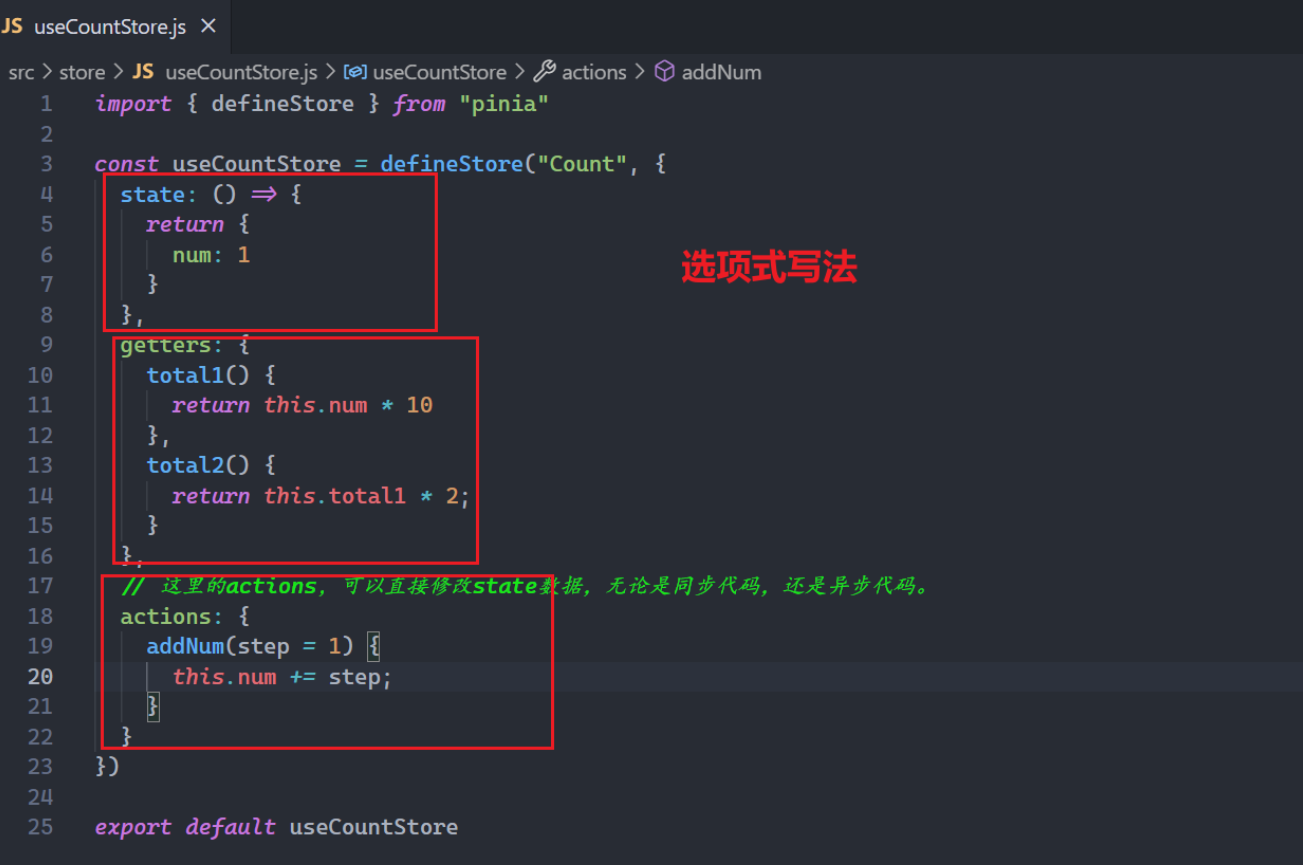 JS useCountStore.js ×
src > store > JS useCountStore.js > useCountStore > actions > addNum
1 import { defineStore } from "pinia"
2
3 const useCountStore = defineStore("Count", {
4 state: () => {
5 return {
6 num: 1
7 }
8 },
选项式写法
9 getters: {
10 total1() {
11 return this.num * 10
12 },
13 total2() {
14 return this.total1 * 2;
15 }
16 },
17 // 这里的actions, 可以直接修改state数据, 无论是同步代码, 还是异步代码。
18 actions: {
19 addNum(step = 1) {
20 this.num += step;
21 }
22 }
23 })
24
25 export default useCountStore